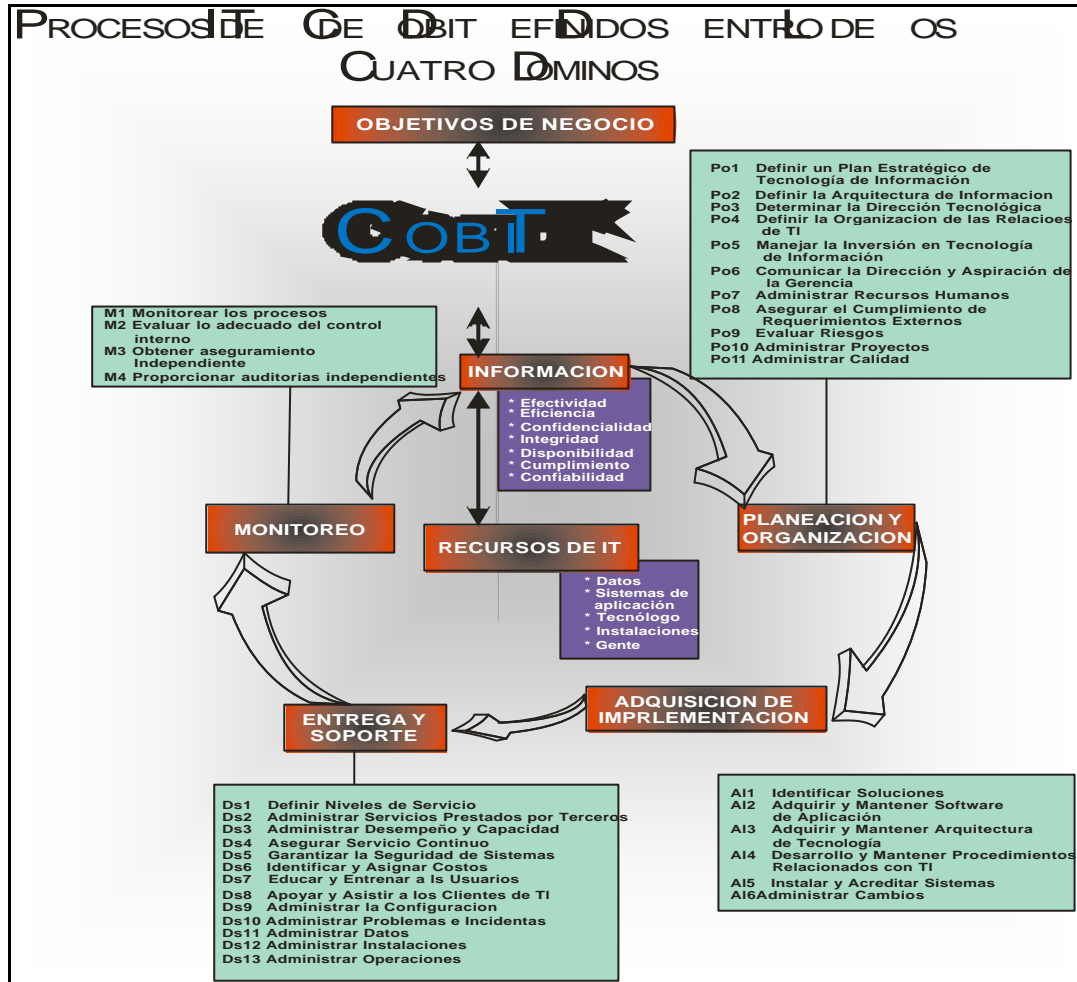 PROCESOS DE IT DE COBIT DEFINIDOS DENTRO DE LOS
CUATRO DOMINOS
OBJETIVOS DE NEGOCIO
COBIT
Po1 Definir un Plan Estratégico de
Tecnología de Información
Po2 Definir la Arquitectura de Informacion
Po3 Determinar la Dirección Tecnológica
Po4 Definir la Organizacion de las Relacioes
de TI
Po5 Manejar la Inversión en Tecnología
de Información
Po6 Comunicar la Dirección y Aspiración de
la Gerencia
Po7 Administrar Recursos Humanos
Po8 Asegurar el Cumplimiento de
Requerimientos Externos
Po9 Evaluar Riesgos
Po10 Administrar Proyectos
Po11 Administrar Calidad
M1 Monitorear los procesos
M2 Evaluar lo adecuado del control
interno
M3 Obtener aseguramiento
Independiente
M4 Proporcionar auditorias independientes
INFORMACION
* Efectividad
* Eficiencia
* Confidencialidad
* Integridad
* Disponibilidad
* Cumplimiento
* Confiabilidad
MONITOREO
RECURSOS DE IT
PLANEACION Y
ORGANIZACION
* Datos
* Sistemas de
aplicación
* Tecnólogo
* Instalaciones
* Gente
ENTREGA Y
SOPORTE
ADQUISICION DE
IMPRLEMENTACION
Ds1 Definir Niveles de Servicio
Ds2 Administrar Servicios Prestados por Terceros
Ds3 Administrar Desempeño y Capacidad
Ds4 Asegurar Servicio Continuo
Ds5 Garantizar la Seguridad de Sistemas
Ds6 Identificar y Asignar Costos
Ds7 Educar y Entrenar a ls Usuarios
Ds8 Apoyar y Asistir a los Clientes de TI
Ds9 Administrar la Configuracion
Ds10 Administrar Problemas e Incidentas
Ds11 Administrar Datos
Ds12 Administrar Instalaciones
Ds13 Administrar Operaciones
AI1 Identificar Soluciones
AI2 Adquirir y Mantener Software
de Aplicación
AI3 Adquirir y Mantener Arquitectura
de Tecnología
AI4 Desarrollo y Mantener Procedimientos
Relacionados con TI
AI5 Instalar y Acreditar Sistemas
AI6Administrar Cambios